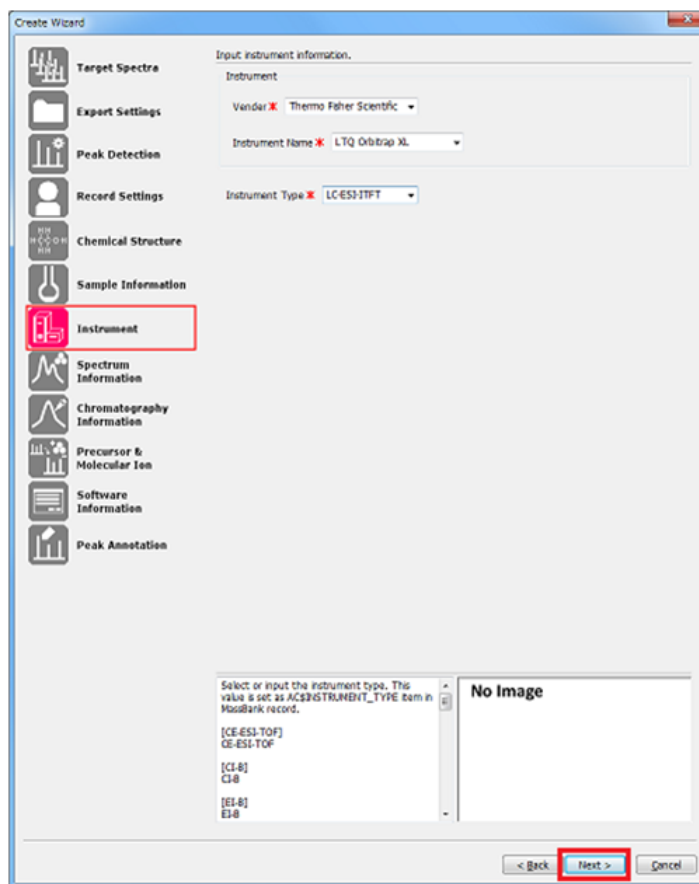 Create Wizard
Target Spectra
Export Settings
Peak Detection
Record Settings
Chemical Structure
Sample Information
Instrument
Spectrum
Information
Chromatography
Information
Precursor &
Molecular Ion
Software
Information
Peak Annotation
Input instrument information.
Instrument
Vender ✖ Thermo Fisher Scientific
Instrument Name ✖ LTQ Orbitrap XL
Instrument Type ✖ LC-ESI-ITFT
Select or input the instrument type. This
value is set as AC$INSTRUMENT_TYPE item in
MassBank record.
[CE-ESI-TOF]
CE-ESI-TOF
[CI-B]
CI-B
[EI-B]
EI-B
No Image
< Back Next > Cancel